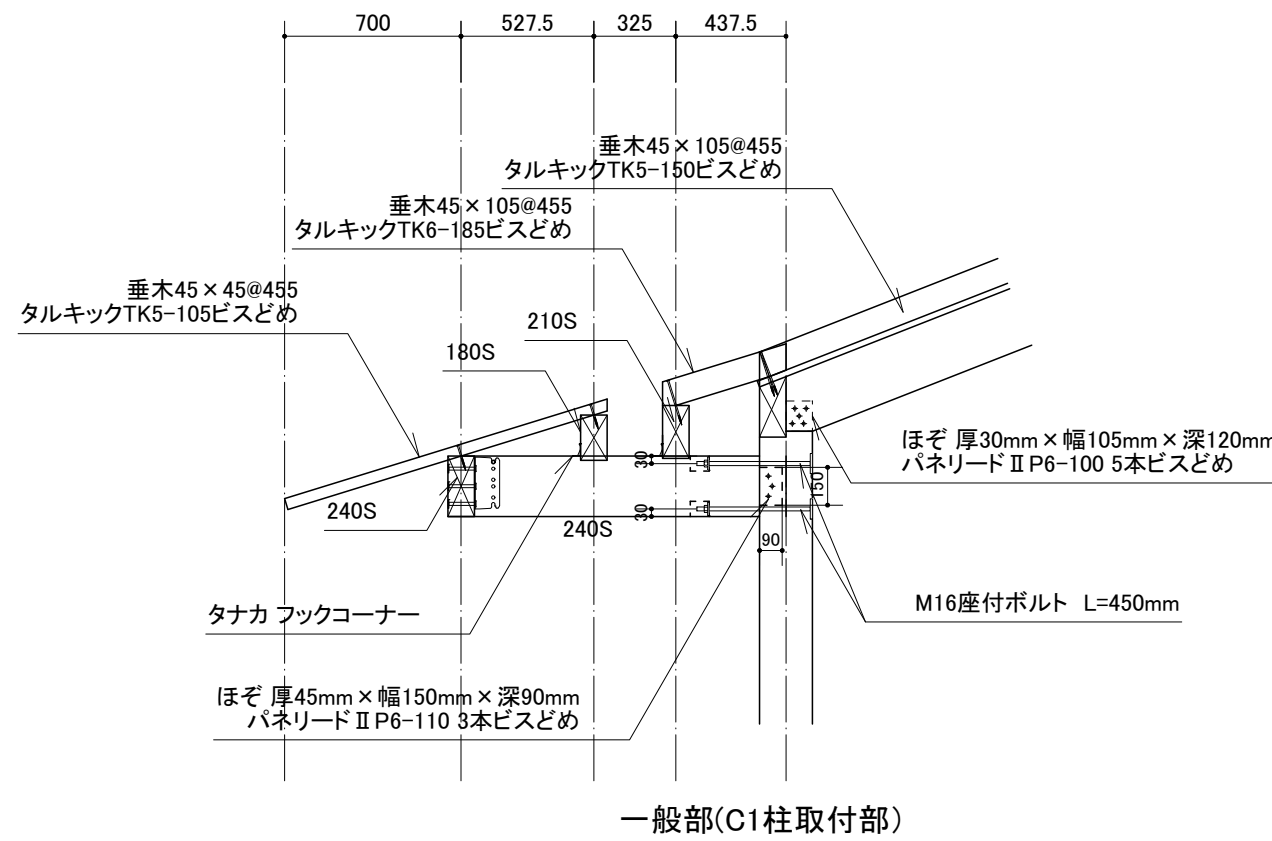 700
527.5
325
437.5
垂木45×105@455
タルキックTK5-150ビスどめ
垂木45×105@455
タルキックTK6-185ビスどめ
垂木45×45@455
タルキックTK5-105ビスどめ
210S
180S
ほぞ 厚30mm×幅105mm×深120mm
パネリードⅡP6-100 5本ビスどめ
30
150
240S
30
240S
90
タナカ フックコーナー
M16座付ボルト L=450mm
ほぞ 厚45mm×幅150mm×深90mm
パネリードⅡP6-110 3本ビスどめ
一般部(C1柱取付部)